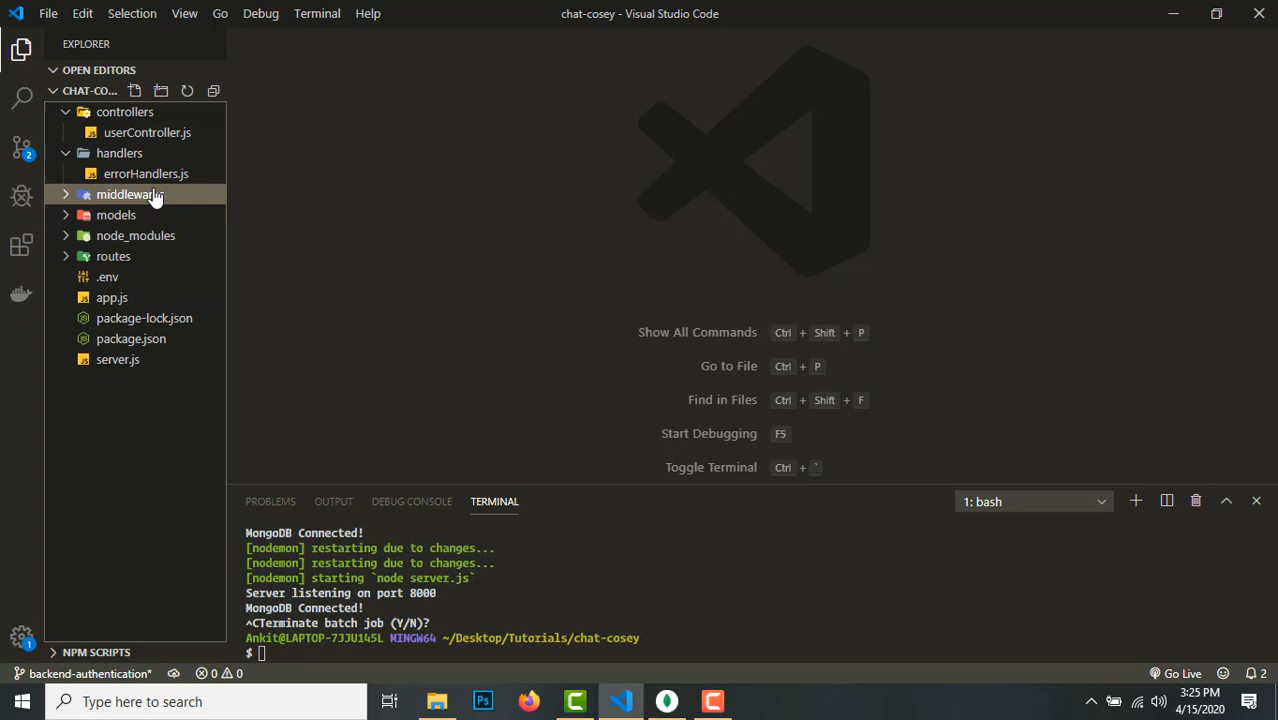 File Edit Selection View Go Debug Terminal Help
chat-cosey - Visual Studio Code
EXPLORER
OPEN EDITORS
CHAT-CO...
controllers
userController.js
handlers
errorHandlers.js
models
node_modules
routes
.env
app.js
package-lock.json
package.json
server.js
NPM SCRIPTS
Show All Commands Ctrl + Shift + P
Go to File Ctrl + P
Find in Files Ctrl + Shift + F
Start Debugging F5
Toggle Terminal Ctrl + `
PROBLEMS OUTPUT DEBUG CONSOLE TERMINAL
1: bash
MongoDB Connected!
[nodemon] restarting due to changes...
[nodemon] restarting due to changes...
[nodemon] starting `node server.js`
Server listening on port 8000
MongoDB Connected!
^CTerminate batch job (Y/N)?
Ankit@LAPTOP-7JJU145L MINGW64 ~/Desktop/Tutorials/chat-cosey
$
2
1
backend-authentication* 0 0
Go Live 2
Type here to search
Ps
3:25 PM
4/15/2020